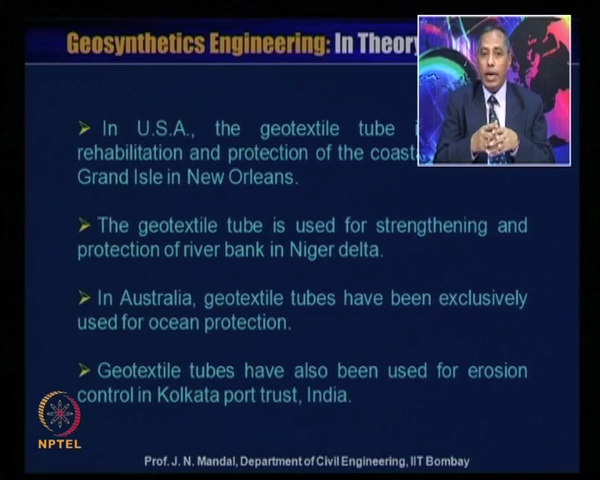 Geosynthetics Engineering: In Theory
➤ In U.S.A., the geotextile tube
rehabilitation and protection of the
Grand Isle in New Orleans.
➤ The geotextile tube is used for strengthening and
protection of river bank in Niger delta.
➤ In Australia, geotextile tubes have been exclusively
used for ocean protection.
➤ Geotextile tubes have also been used for erosion
control in Kolkata port trust, India.
NPTEL
Prof. J. N. Mandal, Department of Civil Engineering, IIT Bombay